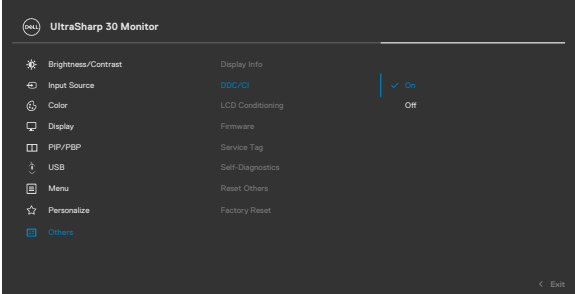 DELL UltraSharp 30 Monitor
Brightness/Contrast Display Info
Input Source DDC/CI On
Color LCD Conditioning Off
Display Firmware
PIP/PBP Service Tag
USB Self-Diagnostics
Menu Reset Others
Personalize Factory Reset
Others
Exit